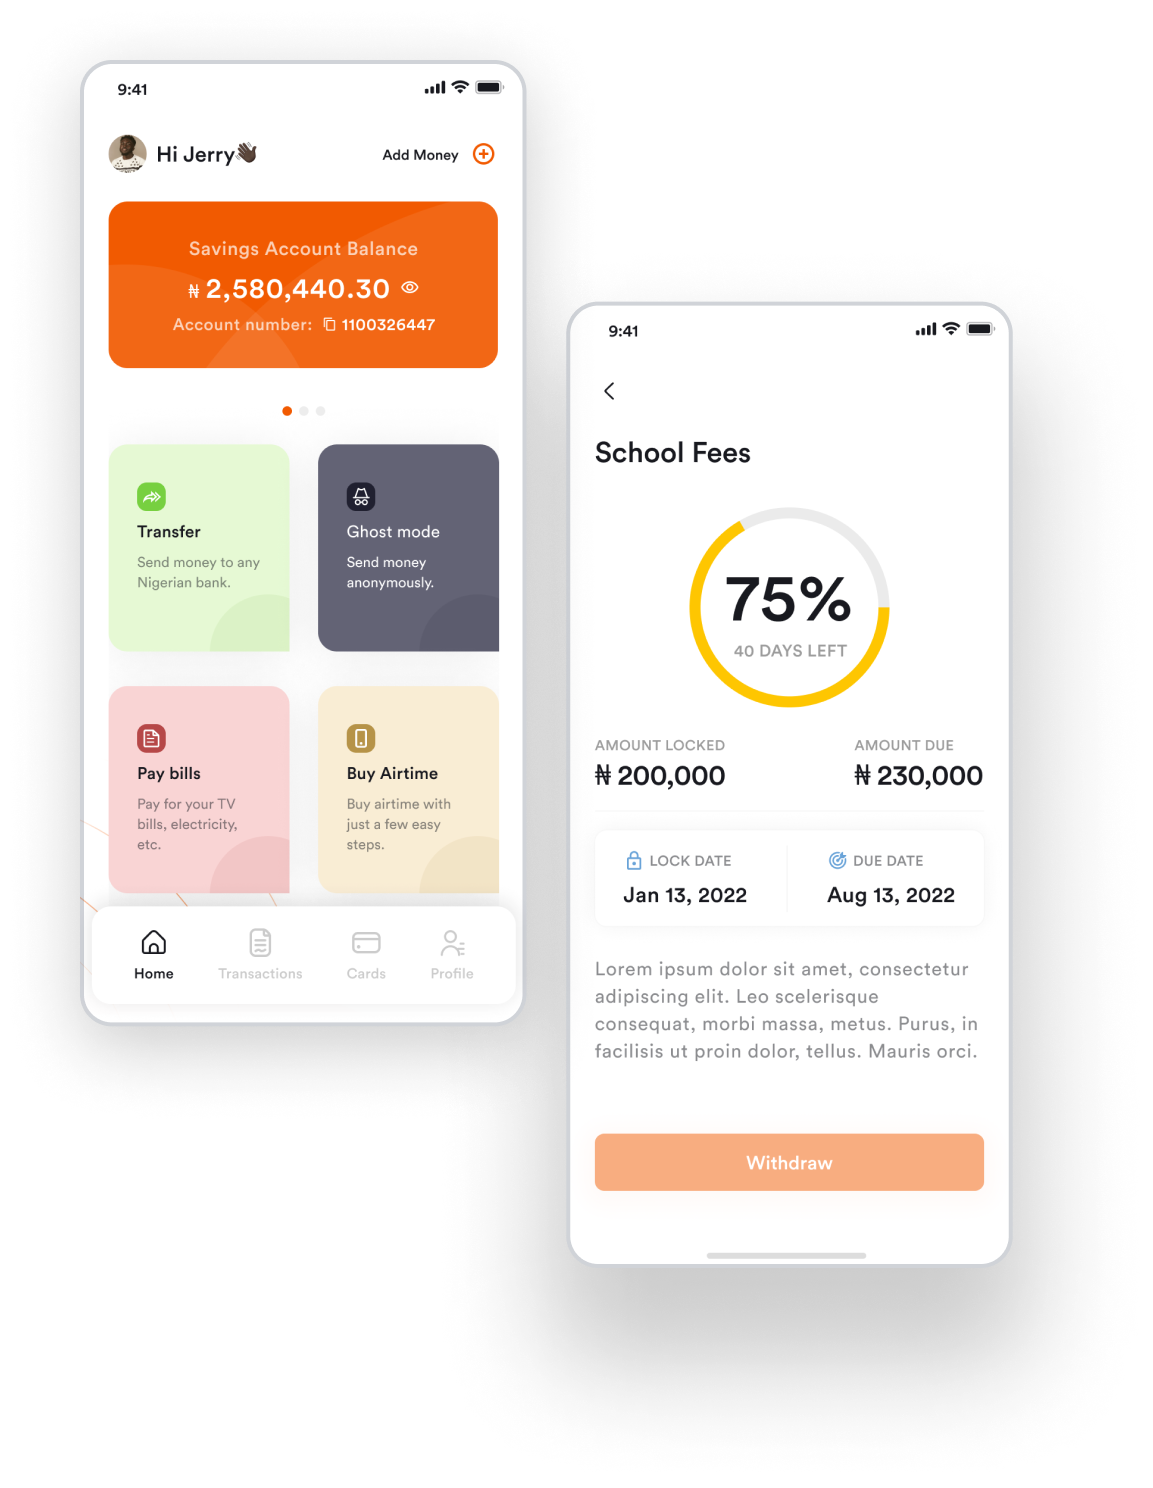 9:41
Hi Jerry👋🏿
Add Money
Savings Account Balance
₦ 2,580,440.30
Account number: 1100326447
Transfer
Send money to any
Nigerian bank.
Ghost mode
Send money
anonymously.
Pay bills
Pay for your TV
bills, electricity,
etc.
Buy Airtime
Buy airtime with
just a few easy
steps.
Home
Transactions
Cards
Profile
9:41
School Fees
75%
40 DAYS LEFT
AMOUNT LOCKED
₦ 200,000
AMOUNT DUE
₦ 230,000
LOCK DATE
Jan 13, 2022
DUE DATE
Aug 13, 2022
Lorem ipsum dolor sit amet, consectetur
adipiscing elit. Leo scelerisque
consequat, morbi massa, metus. Purus, in
facilisis ut proin dolor, tellus. Mauris orci.
Withdraw